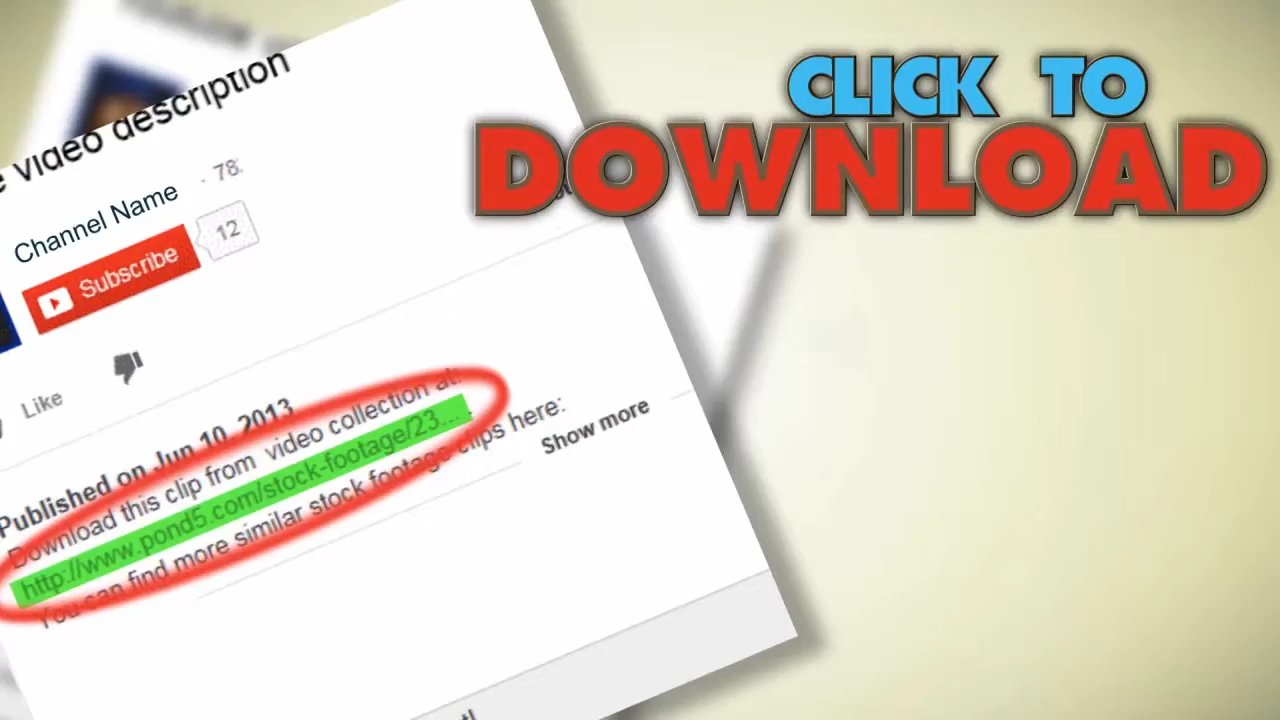 video description
Channel Name
78
Subscribe
12
Like
Published on Jun 10, 2013
Download this clip from video collection at:
http://www.pond5.com/stock-footage/23...
You can find more similar stock footage clips here:
Show more
CLICK TO
DOWNLOAD